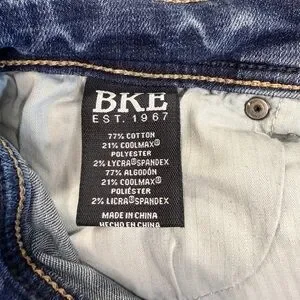 BKE
EST. 1967
77% COTTON
21% COOLMAX®
POLYESTER
2% LYCRA®SPANDEX
77% ALGODÓN
21% COOLMAX®
POLIÉSTER
2% LICRA®SPANDEX
MADE IN CHINA
HECHO EN CHINA